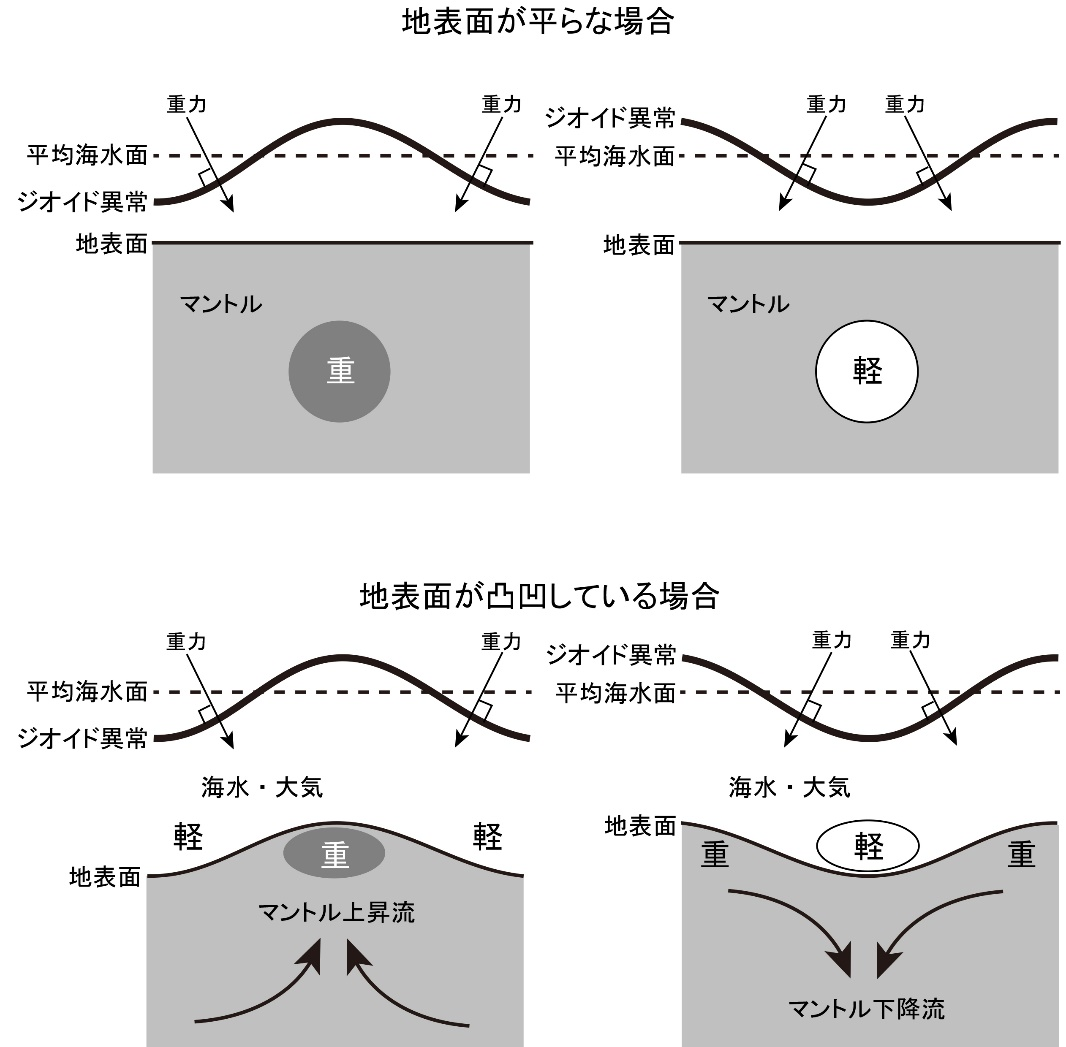 地表面が平らな場合
重力
重力
平均海水面
ジオイド異常
地表面
マントル
重
重力
重力
ジオイド異常
平均海水面
地表面
マントル
軽
地表面が凸凹している場合
重力
重力
平均海水面
ジオイド異常
海水・大気
軽
軽
重
地表面
マントル上昇流
重力
重力
ジオイド異常
平均海水面
海水・大気
地表面
重
軽
重
マントル下降流